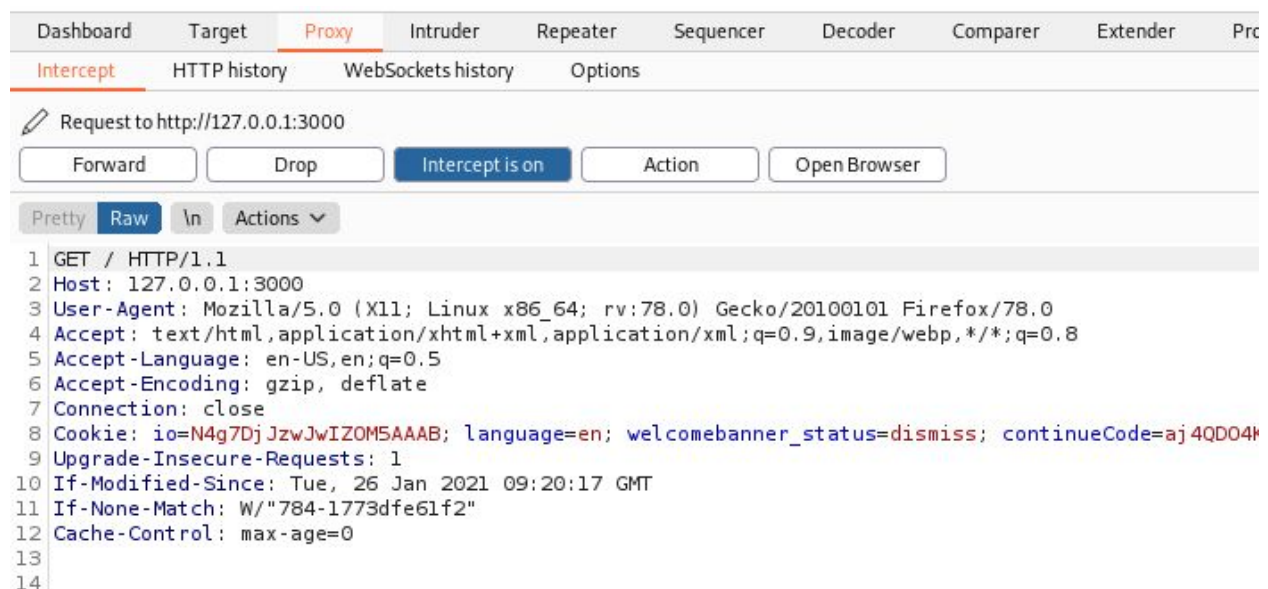 Dashboard Target Proxy Intruder Repeater Sequencer Decoder Comparer Extender
Intercept HTTP history WebSockets history Options
Request to http://127.0.0.1:3000
Forward Drop Intercept is on Action Open Browser
Pretty Raw \n Actions
1 GET / HTTP/1.1
2 Host: 127.0.0.1:3000
3 User-Agent: Mozilla/5.0 (X11; Linux x86_64; rv:78.0) Gecko/20100101 Firefox/78.0
4 Accept: text/html,application/xhtml+xml,application/xml;q=0.9,image/webp,*/*;q=0.8
5 Accept-Language: en-US,en;q=0.5
6 Accept-Encoding: gzip, deflate
7 Connection: close
8 Cookie: io=N4g7DjJzwJwIZOM5AAAB; language=en; welcomebanner_status=dismiss; continueCode=aj4QDO4K
9 Upgrade-Insecure-Requests: 1
10 If-Modified-Since: Tue, 26 Jan 2021 09:20:17 GMT
11 If-None-Match: W/"784-1773dfe61f2"
12 Cache-Control: max-age=0
13
14